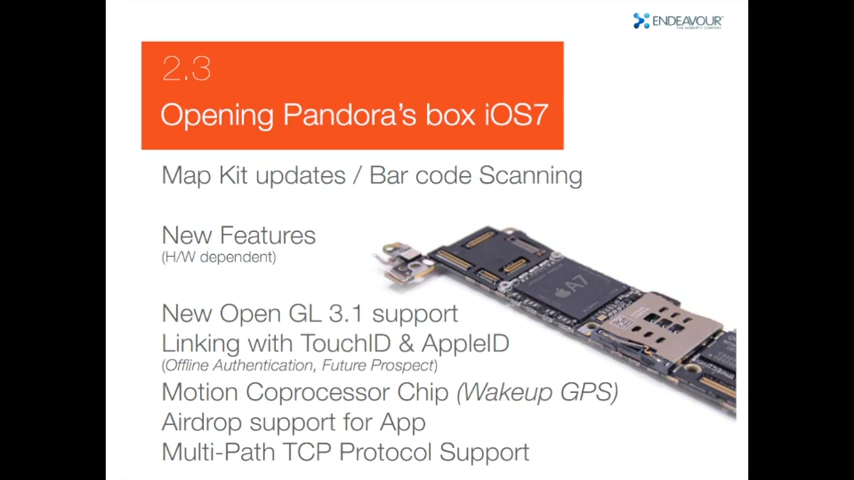 ENDEAVOUR
2.3
Opening Pandora's box iOS7
Map Kit updates / Bar code Scanning
New Features
(H/W dependent)
A7
New Open GL 3.1 support
Linking with TouchID & AppleID
(Offline Authentication, Future Prospect)
Motion Coprocessor Chip (Wakeup GPS)
Airdrop support for App
Multi-Path TCP Protocol Support